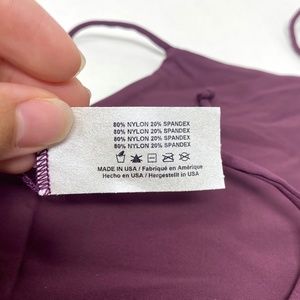 80% NYLON 20% SPANDEX
80% NYLON 20% SPANDEX
80% NYLON 20% SPANDEX
80% NYLON 20% SPANDEX
MADE IN USA / Fabriqué en Amérique
Hecho en USA / Hergestellt in USA